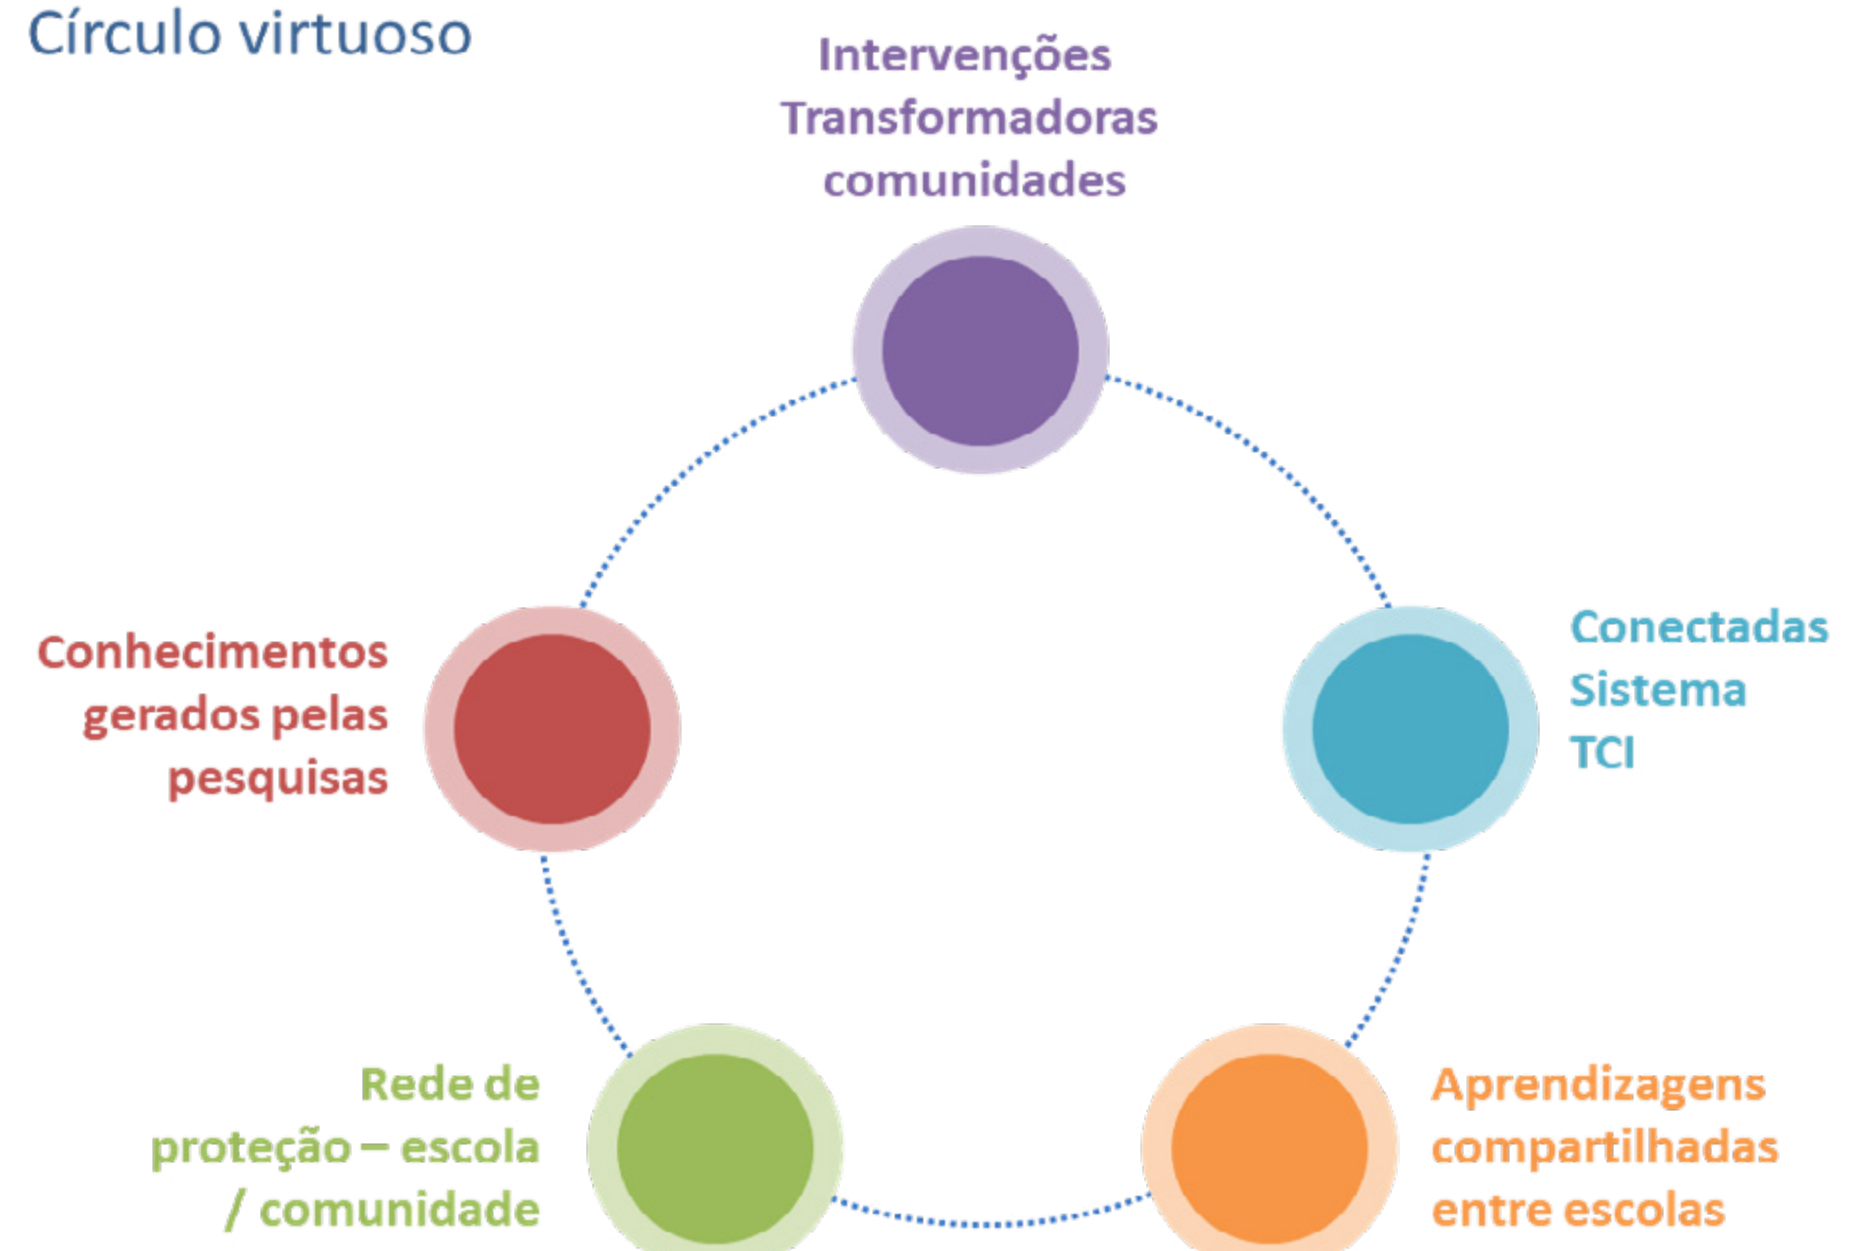 Círculo virtuoso
Intervenções
Transformadoras
comunidades
Conectadas
Sistema
TCI
Aprendizagens
compartilhadas
entre escolas
Rede de
proteção – escola
/ comunidade
Conhecimentos
gerados pelas
pesquisas